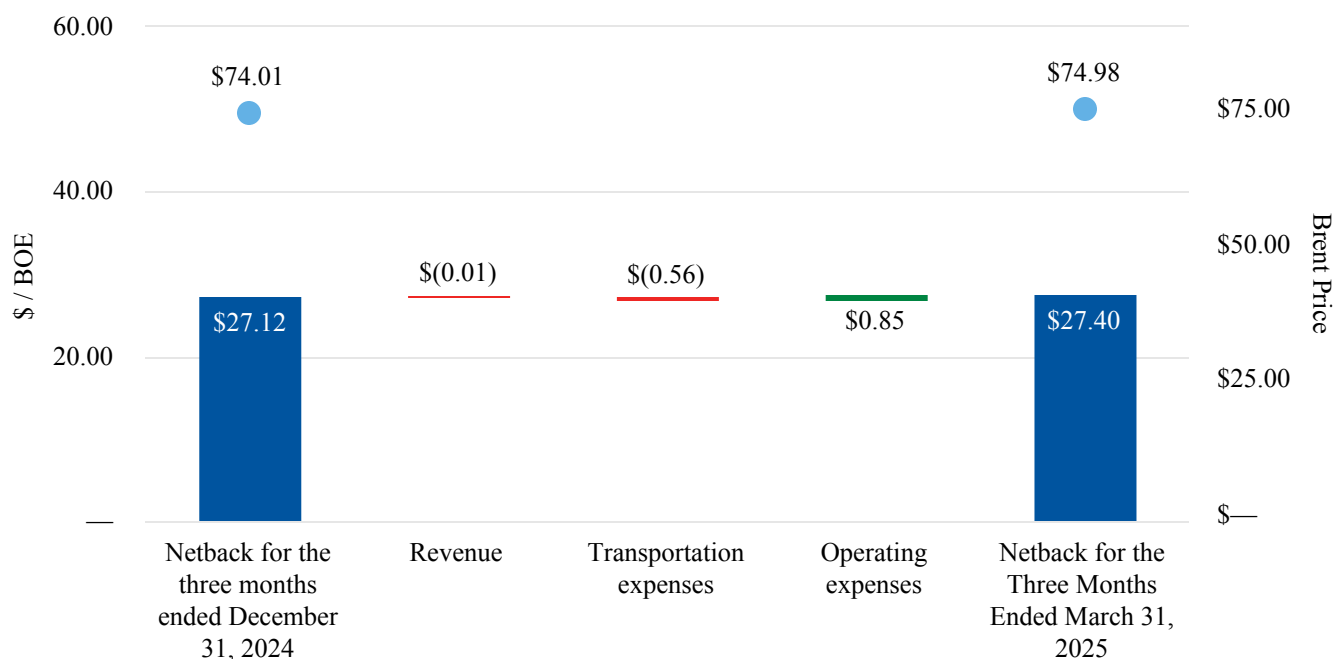 60.00
40.00
20.00
—
$ / BOE
$74.01
$74.98
$(0.01)
$(0.56)
$27.12
$0.85
$27.40
$75.00
$50.00
$25.00
$—
Brent Price
Netback for the
three months
ended December
31, 2024
Revenue
Transportation
expenses
Operating
expenses
Netback for the
Three Months
Ended March 31,
2025